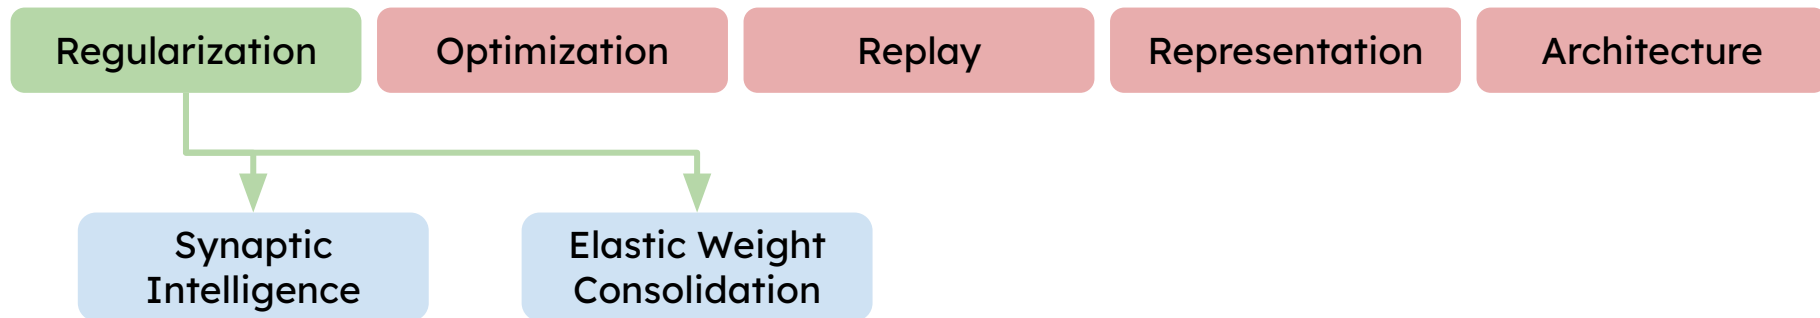 Regularization
Optimization
Replay
Representation
Architecture
Synaptic
Intelligence
Elastic Weight
Consolidation